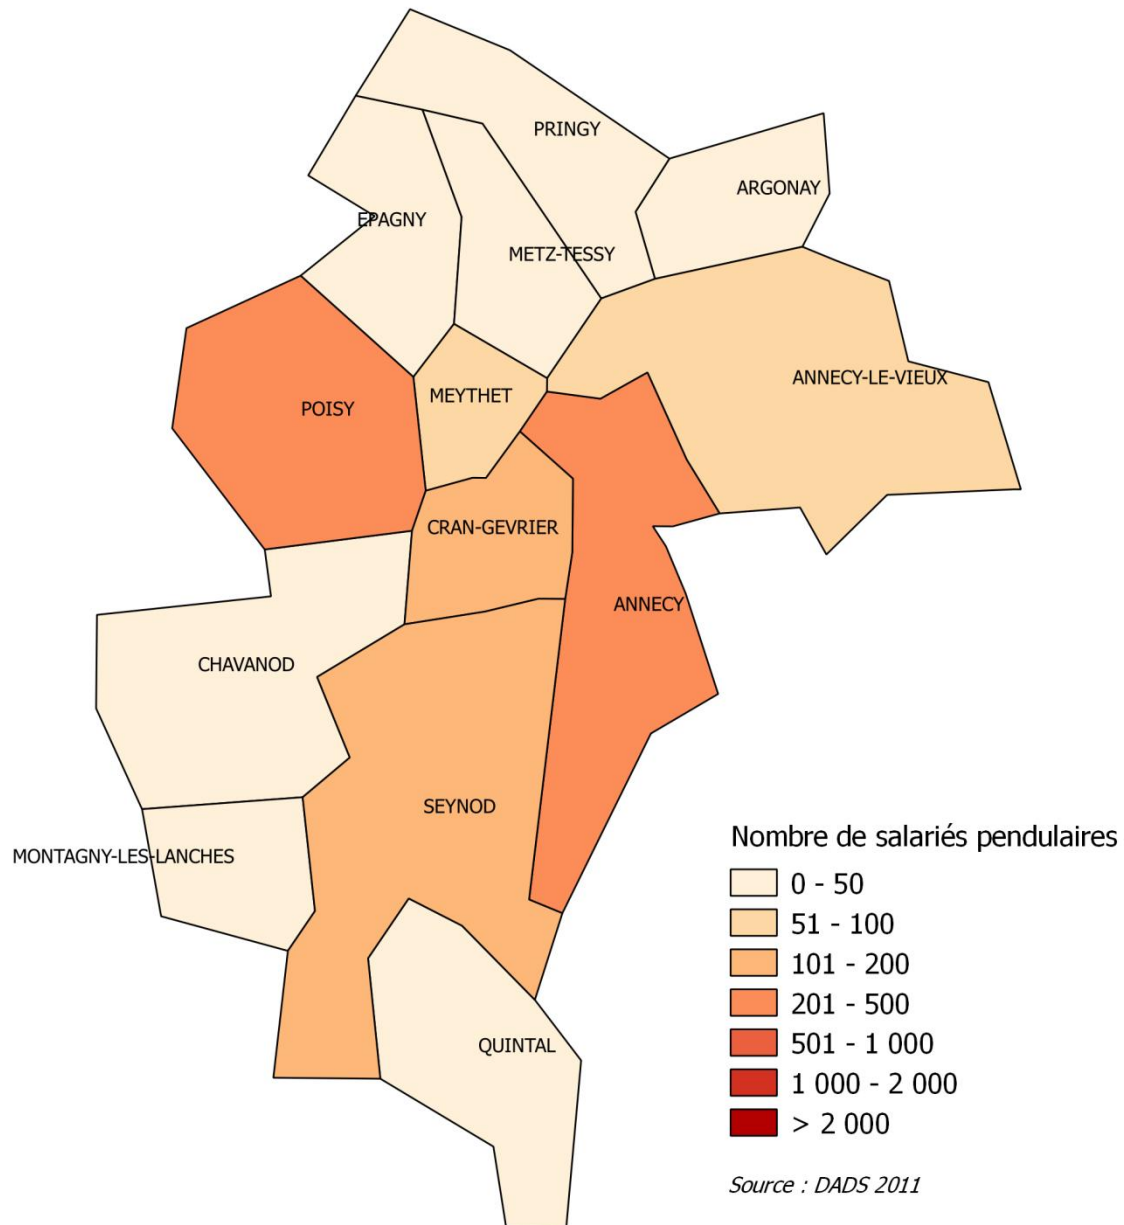 PRINGY
ARGONAY
EPAGNY
METZ-TESSY
ANNECY-LE-VIEUX
MEYTHET
POISY
CRAN-GEVRIER
ANNECY
CHAVANOD
SEYNOD
MONTAGNY-LES-LANCHES
QUINTAL
Nombre de salariés pendulaires
0 - 50
51 - 100
101 - 200
201 - 500
501 - 1 000
1 000 - 2 000
> 2 000
Source : DADS 2011